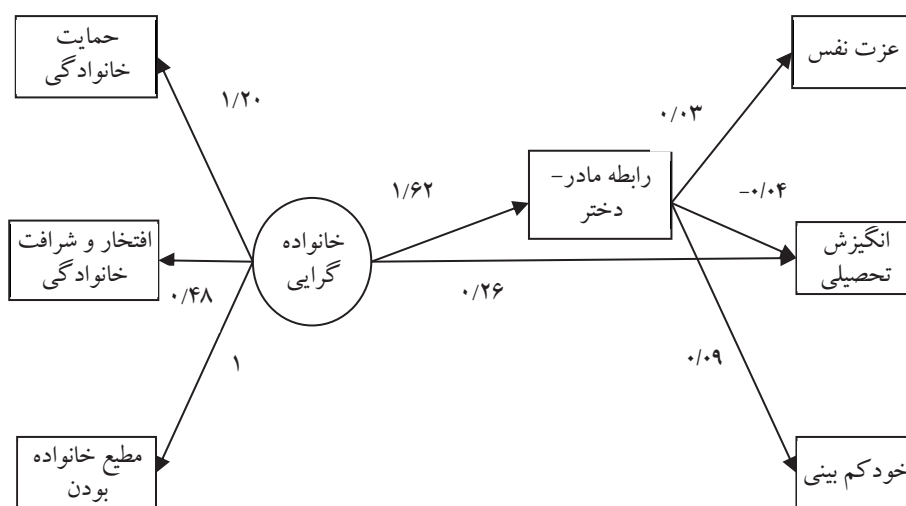 حمایت
خانوادگی
۱/۲۰
افتخار و شرافت
خانوادگی
۰/۴۸
مطیع خانواده
بودن
۱
خانواده
گرایی
۱/۶۲
۰/۲۶
رابطه مادر-
دختر
۰/۰۳
-۰/۰۴
۰/۰۹
عزت نفس
انگیزش
تحصیلی
خودکم بینی